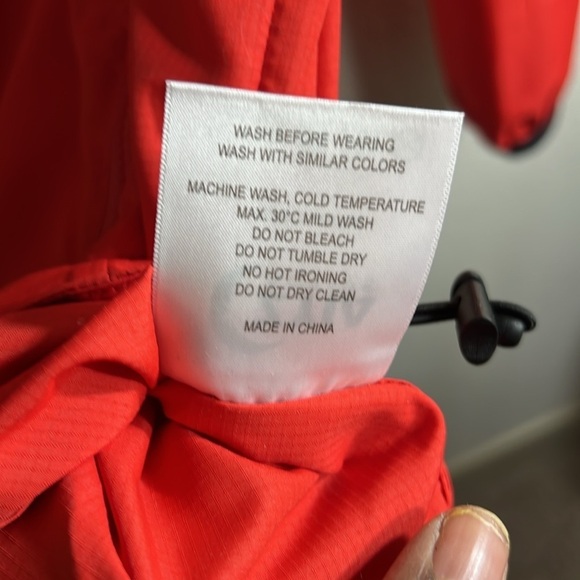 WASH BEFORE WEARING
WASH WITH SIMILAR COLORS
MACHINE WASH, COLD TEMPERATURE
MAX. 30°C MILD WASH
DO NOT BLEACH
DO NOT TUMBLE DRY
NO HOT IRONING
DO NOT DRY CLEAN
MADE IN CHINA